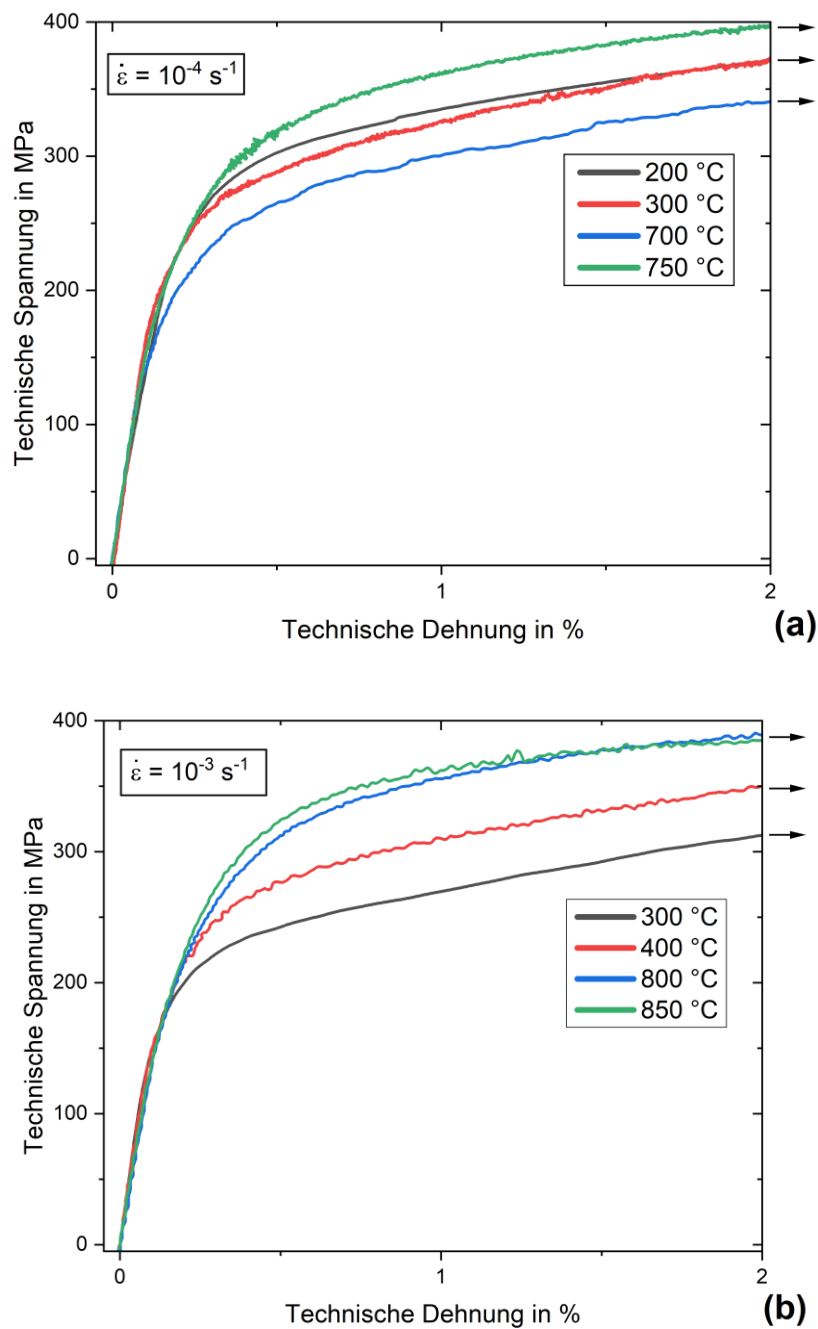 400
300
200
100
0
Technische Spannung in MPa
ε̇ = 10⁻⁴ s⁻¹
200 °C
300 °C
700 °C
750 °C
0 1 2
Technische Dehnung in %
(a)
400
300
200
100
0
Technische Spannung in MPa
ε̇ = 10⁻³ s⁻¹
300 °C
400 °C
800 °C
850 °C
0 1 2
Technische Dehnung in %
(b)